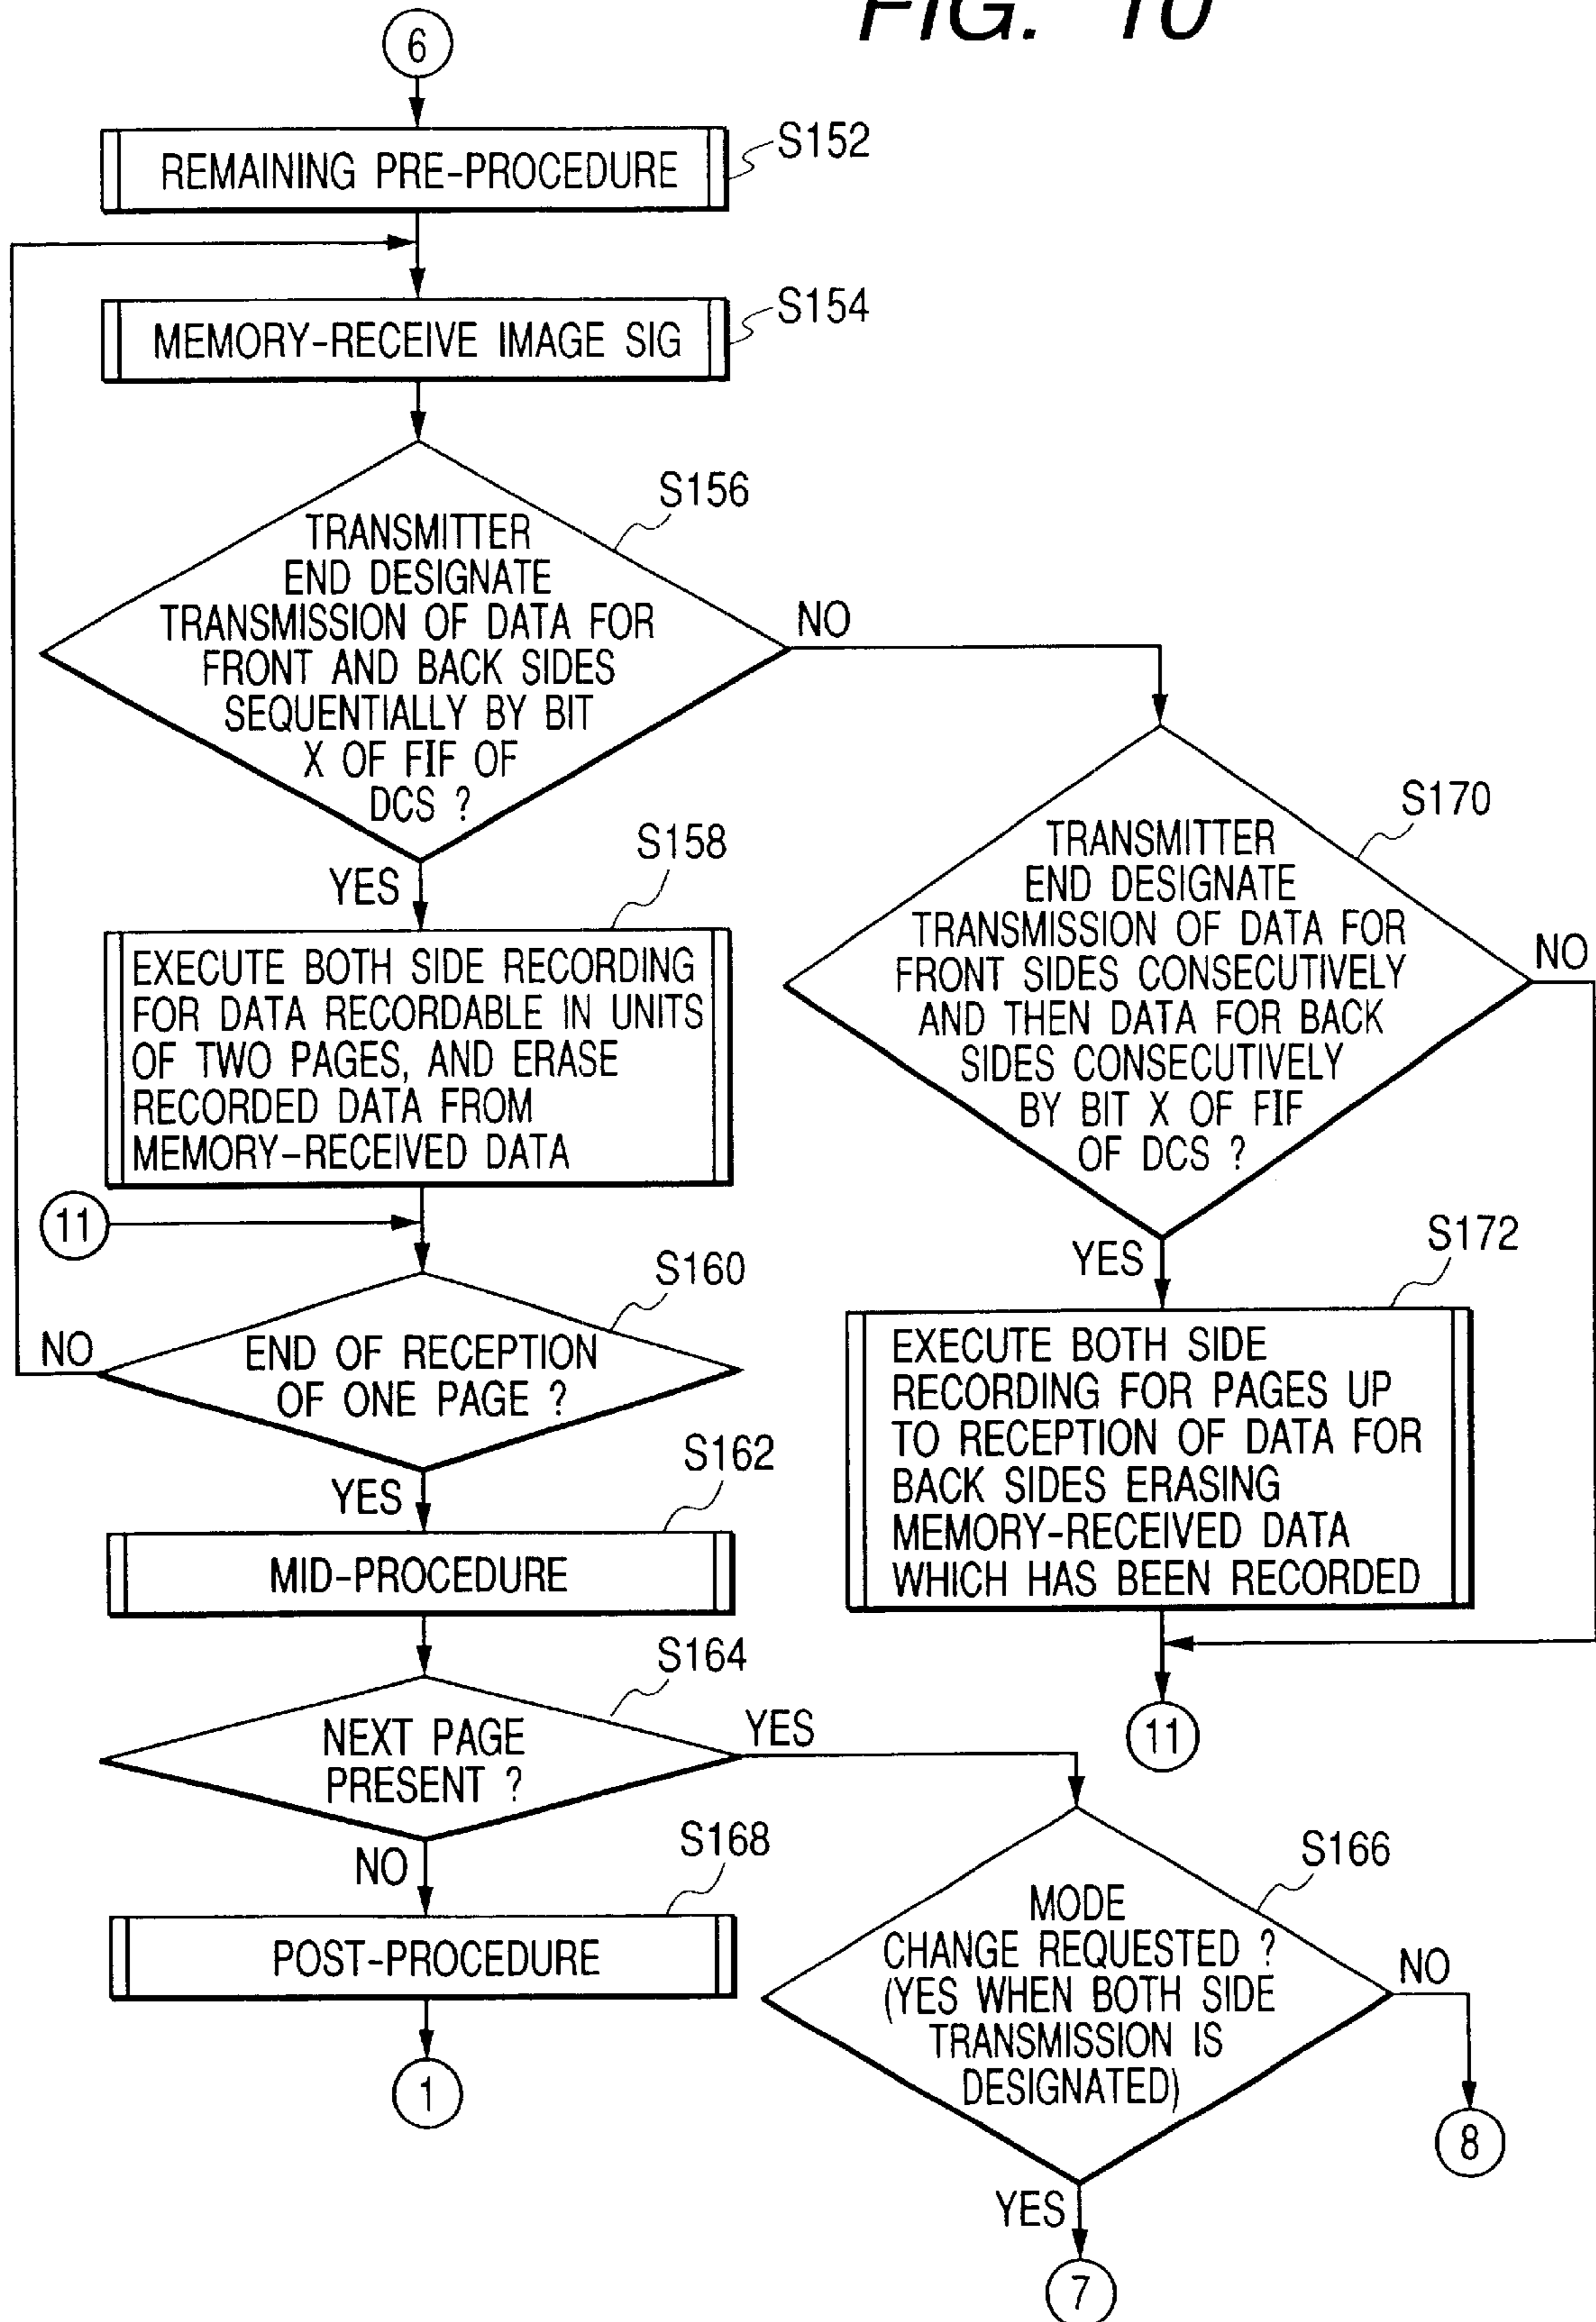 FIG. 10
6
REMAINING PRE-PROCEDURE
S152
MEMORY-RECEIVE IMAGE SIG
S154
S156
TRANSMITTER
END DESIGNATE
TRANSMISSION OF DATA FOR
FRONT AND BACK SIDES
SEQUENTIALLY BY BIT
X OF FIF OF
DCS ?
NO
YES
S158
EXECUTE BOTH SIDE RECORDING
FOR DATA RECORDABLE IN UNITS
OF TWO PAGES, AND ERASE
RECORDED DATA FROM
MEMORY-RECEIVED DATA
11
S160
END OF RECEPTION
OF ONE PAGE ?
NO
YES
S162
MID-PROCEDURE
S164
NEXT PAGE
PRESENT ?
YES
NO
S168
POST-PROCEDURE
1
S170
TRANSMITTER
END DESIGNATE
TRANSMISSION OF DATA FOR
FRONT SIDES CONSECUTIVELY
AND THEN DATA FOR BACK
SIDES CONSECUTIVELY
BY BIT X OF FIF
OF DCS ?
NO
YES
S172
EXECUTE BOTH SIDE
RECORDING FOR PAGES UP
TO RECEPTION OF DATA FOR
BACK SIDES ERASING
MEMORY-RECEIVED DATA
WHICH HAS BEEN RECORDED
11
S166
MODE
CHANGE REQUESTED ?
(YES WHEN BOTH SIDE
TRANSMISSION IS
DESIGNATED)
NO
8
YES
7